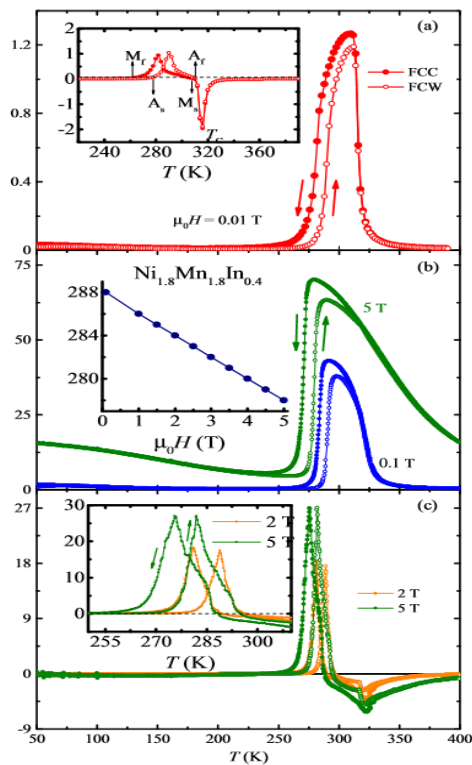 (a)
2
1
0
-1
-2
M_f
A_f
A_s
M_s
T_c
240
280
320
360
T (K)
1.2
0.8
0.4
0
FCC
FCW
μ₀H = 0.01 T
(b)
75
50
25
0
Ni₁.₈Mn₁.₈In₀.₄
288
284
280
0
1
2
3
4
5
μ₀H (T)
5 T
0.1 T
(c)
27
18
9
0
-9
30
20
10
0
2 T
5 T
250
270
285
300
T (K)
2 T
5 T
50
100
150
200
250
300
350
400
T (K)